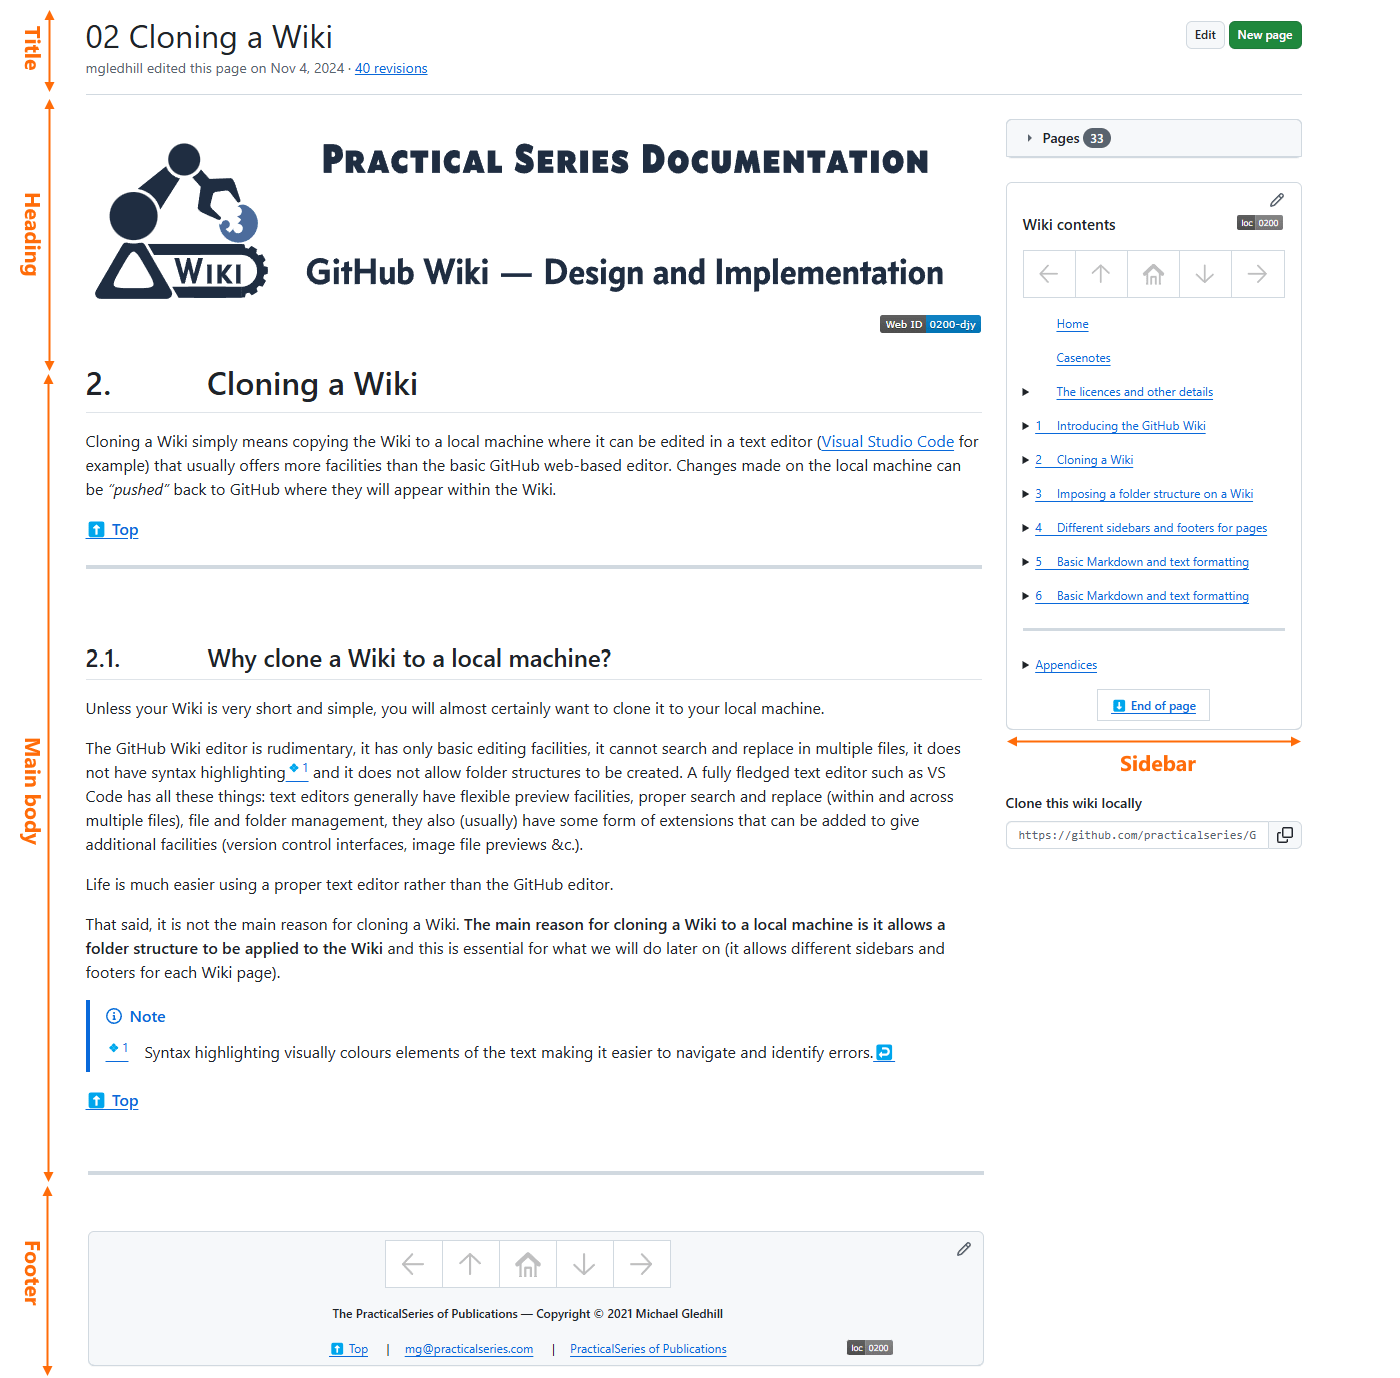 Title
02 Cloning a Wiki
mgledhill edited this page on Nov 4, 2024 · 40 revisions
Edit
New page
Heading
WIKI
PRACTICAL SERIES DOCUMENTATION
GitHub Wiki — Design and Implementation
Web ID 0200-djy
Main body
2. Cloning a Wiki
Cloning a Wiki simply means copying the Wiki to a local machine where it can be edited in a text editor (Visual Studio Code for
example) that usually offers more facilities than the basic GitHub web-based editor. Changes made on the local machine can
be “pushed” back to GitHub where they will appear within the Wiki.
Top
2.1. Why clone a Wiki to a local machine?
Unless your Wiki is very short and simple, you will almost certainly want to clone it to your local machine.
The GitHub Wiki editor is rudimentary, it has only basic editing facilities, it cannot search and replace in multiple files, it does
not have syntax highlighting ❖ 1 and it does not allow folder structures to be created. A fully fledged text editor such as VS
Code has all these things: text editors generally have flexible preview facilities, proper search and replace (within and across
multiple files), file and folder management, they also (usually) have some form of extensions that can be added to give
additional facilities (version control interfaces, image file previews &c.).
Life is much easier using a proper text editor rather than the GitHub editor.
That said, it is not the main reason for cloning a Wiki. The main reason for cloning a Wiki to a local machine is it allows a
folder structure to be applied to the Wiki and this is essential for what we will do later on (it allows different sidebars and
footers for each Wiki page).
Note
❖ 1 Syntax highlighting visually colours elements of the text making it easier to navigate and identify errors.
Top
Pages 33
Wiki contents
loc 0200
Home
Casenotes
The licences and other details
1 Introducing the GitHub Wiki
2 Cloning a Wiki
3 Imposing a folder structure on a Wiki
4 Different sidebars and footers for pages
5 Basic Markdown and text formatting
6 Basic Markdown and text formatting
Appendices
End of page
Sidebar
Clone this wiki locally
https://github.com/practicalseries/G
Footer
The PracticalSeries of Publications — Copyright © 2021 Michael Gledhill
Top | mg@practicalseries.com | PracticalSeries of Publications
loc 0200